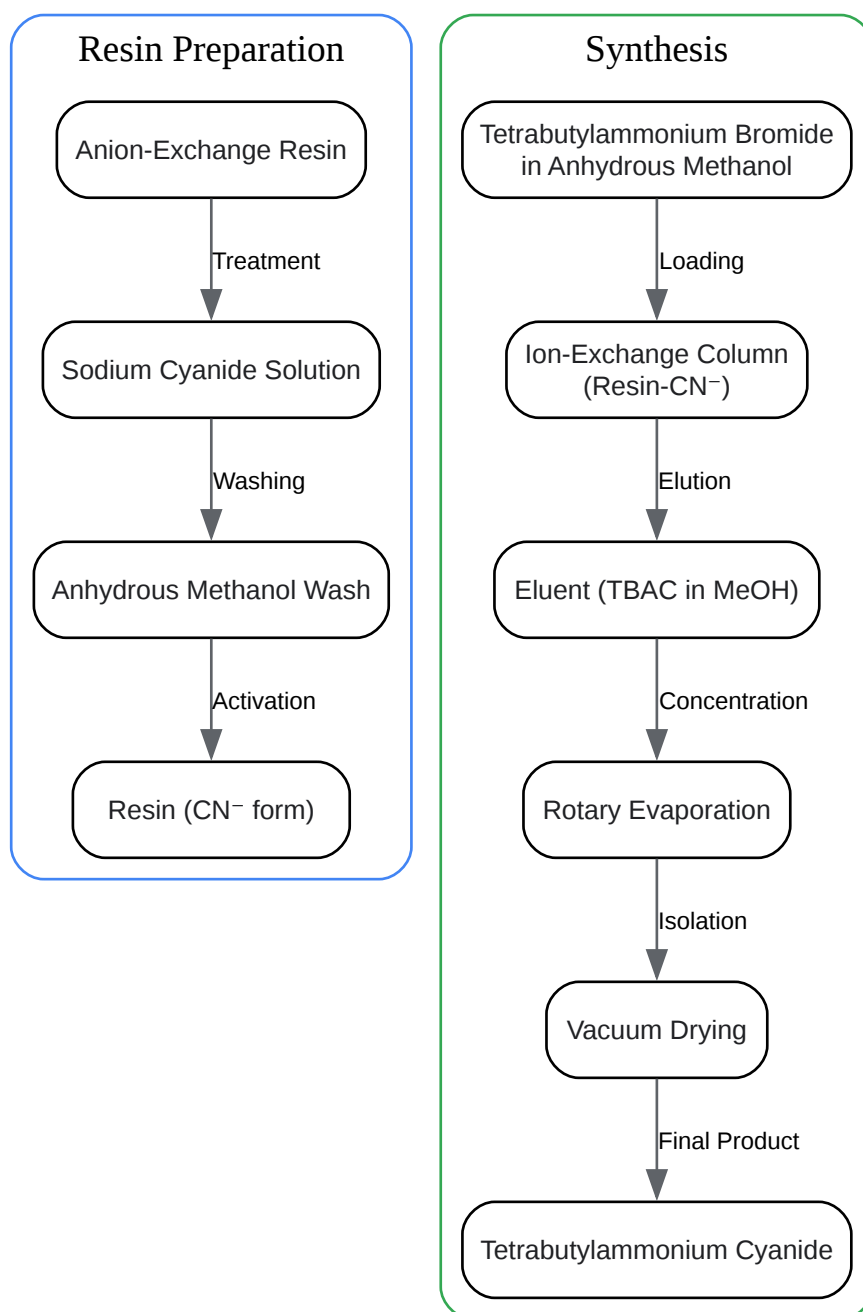 Resin Preparation
Anion-Exchange Resin
Treatment
Sodium Cyanide Solution
Washing
Anhydrous Methanol Wash
Activation
Resin (CN⁻ form)
Synthesis
Tetrabutylammonium Bromide
in Anhydrous Methanol
Loading
Ion-Exchange Column
(Resin-CN⁻)
Elution
Eluent (TBAC in MeOH)
Concentration
Rotary Evaporation
Isolation
Vacuum Drying
Final Product
Tetrabutylammonium Cyanide